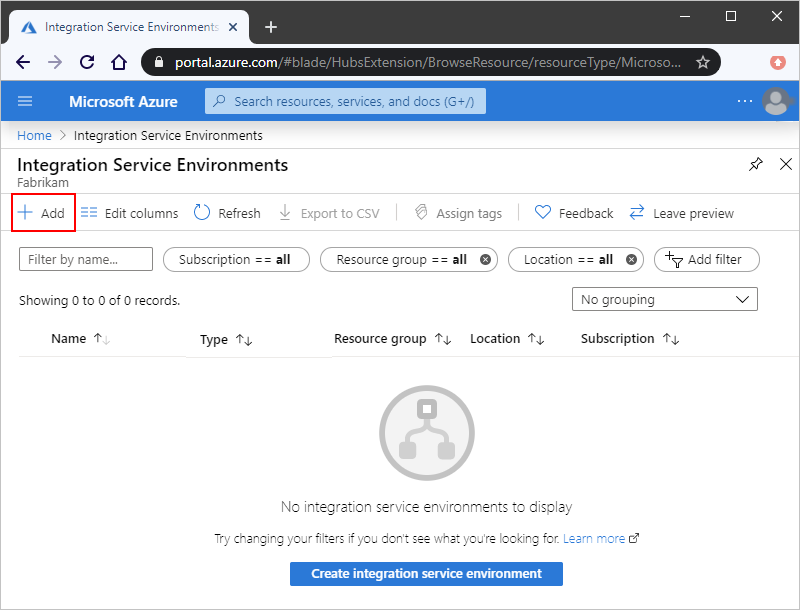 Integration Service Environments
portal.azure.com/#blade/HubsExtension/BrowseResource/resourceType/Microso...
Microsoft Azure
Search resources, services, and docs (G+/)
Home > Integration Service Environments
Integration Service Environments
Fabrikam
Add Edit columns Refresh Export to CSV Assign tags Feedback Leave preview
Filter by name... Subscription == all Resource group == all Location == all Add filter
Showing 0 to 0 of 0 records.
No grouping
Name Type Resource group Location Subscription
No integration service environments to display
Try changing your filters if you don't see what you're looking for. Learn more
Create integration service environment